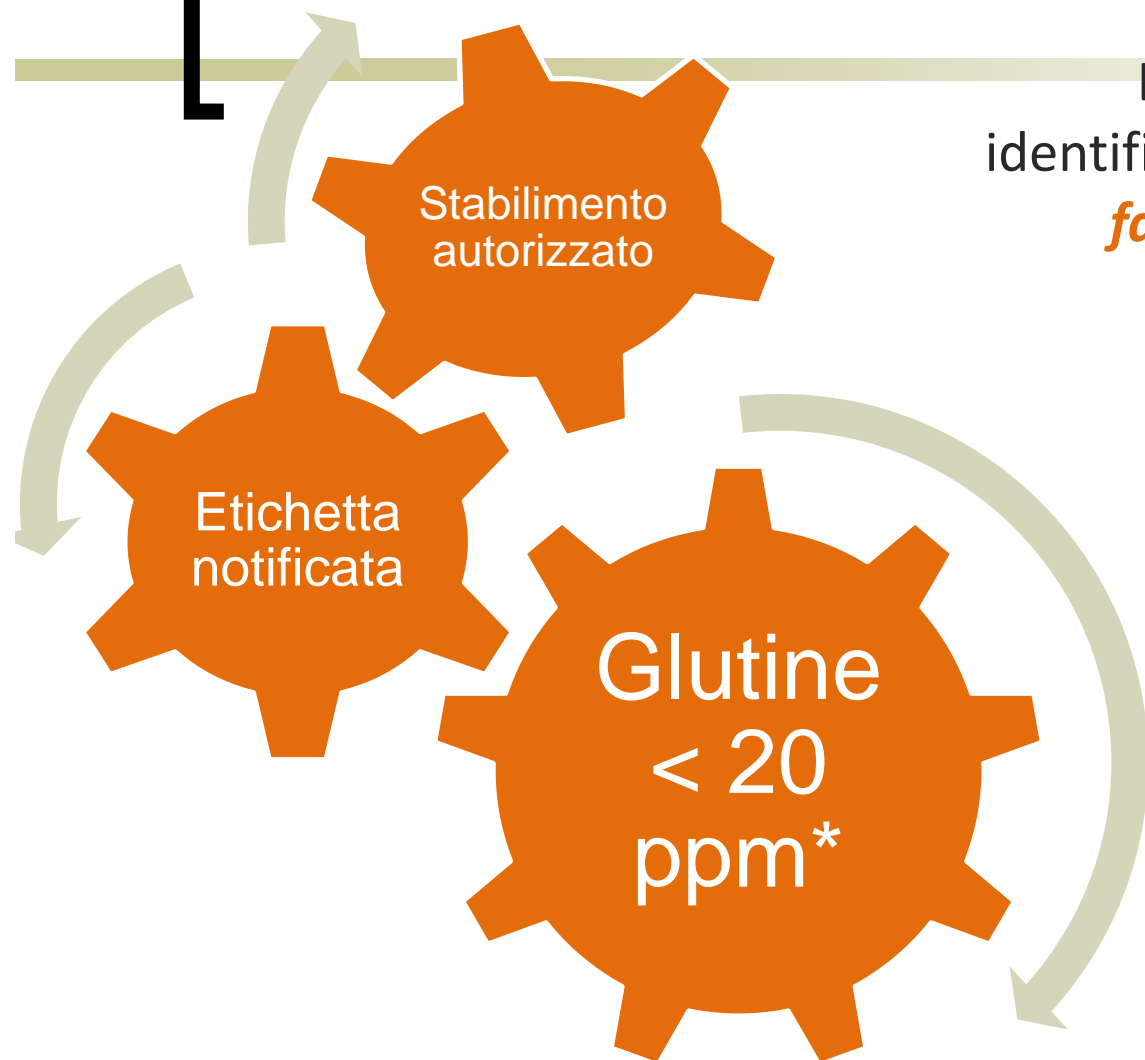 Stabilimento
autorizzato
Etichetta
notificata
Glutine
< 20
ppm*